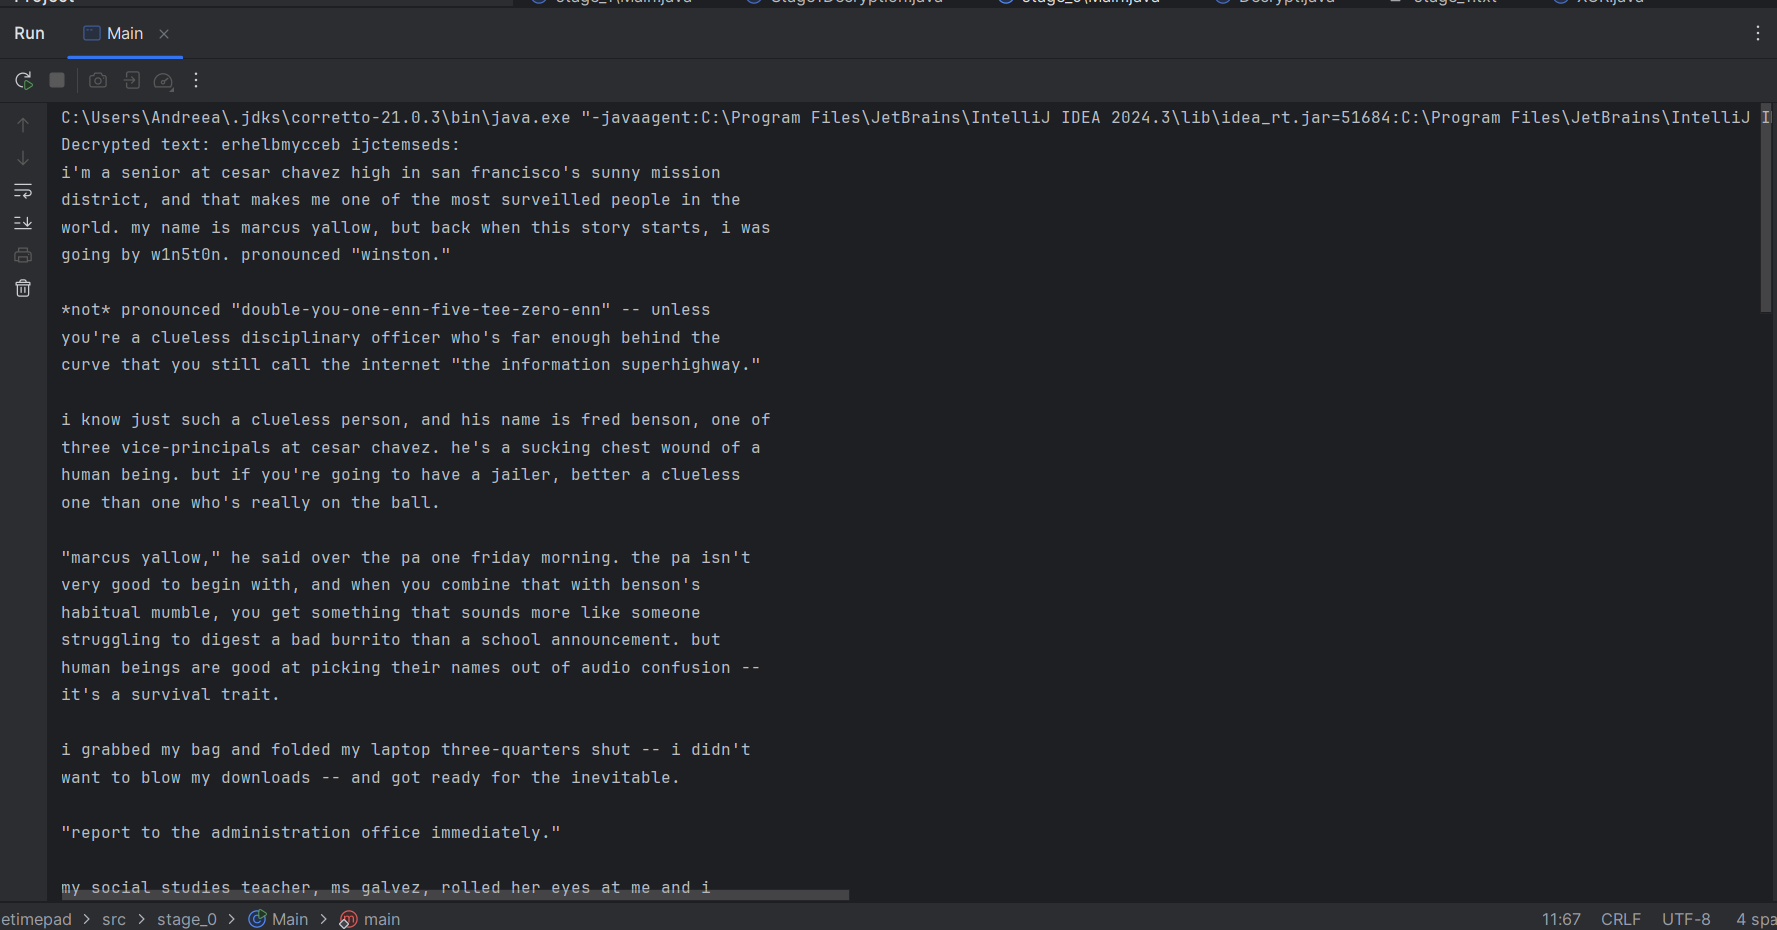 Run
Main
C:\Users\Andreea\.jdks\corretto-21.0.3\bin\java.exe "-javaagent:C:\Program Files\JetBrains\IntelliJ IDEA 2024.3\lib\idea_rt.jar=51684:C:\Program Files\JetBrains\IntelliJ I
Decrypted text: erhelbmycceb ijctemseds:
i'm a senior at cesar chavez high in san francisco's sunny mission
district, and that makes me one of the most surveilled people in the
world. my name is marcus yallow, but back when this story starts, i was
going by w1n5t0n. pronounced "winston."
*not* pronounced "double-you-one-enn-five-tee-zero-enn" -- unless
you're a clueless disciplinary officer who's far enough behind the
curve that you still call the internet "the information superhighway."
i know just such a clueless person, and his name is fred benson, one of
three vice-principals at cesar chavez. he's a sucking chest wound of a
human being. but if you're going to have a jailer, better a clueless
one than one who's really on the ball.
"marcus yallow," he said over the pa one friday morning. the pa isn't
very good to begin with, and when you combine that with benson's
habitual mumble, you get something that sounds more like someone
struggling to digest a bad burrito than a school announcement. but
human beings are good at picking their names out of audio confusion --
it's a survival trait.
i grabbed my bag and folded my laptop three-quarters shut -- i didn't
want to blow my downloads -- and got ready for the inevitable.
"report to the administration office immediately."
my social studies teacher, ms galvez, rolled her eyes at me and i
etimepad > src > stage_0 > Main > main 11:67 CRLF UTF-8 4 spa